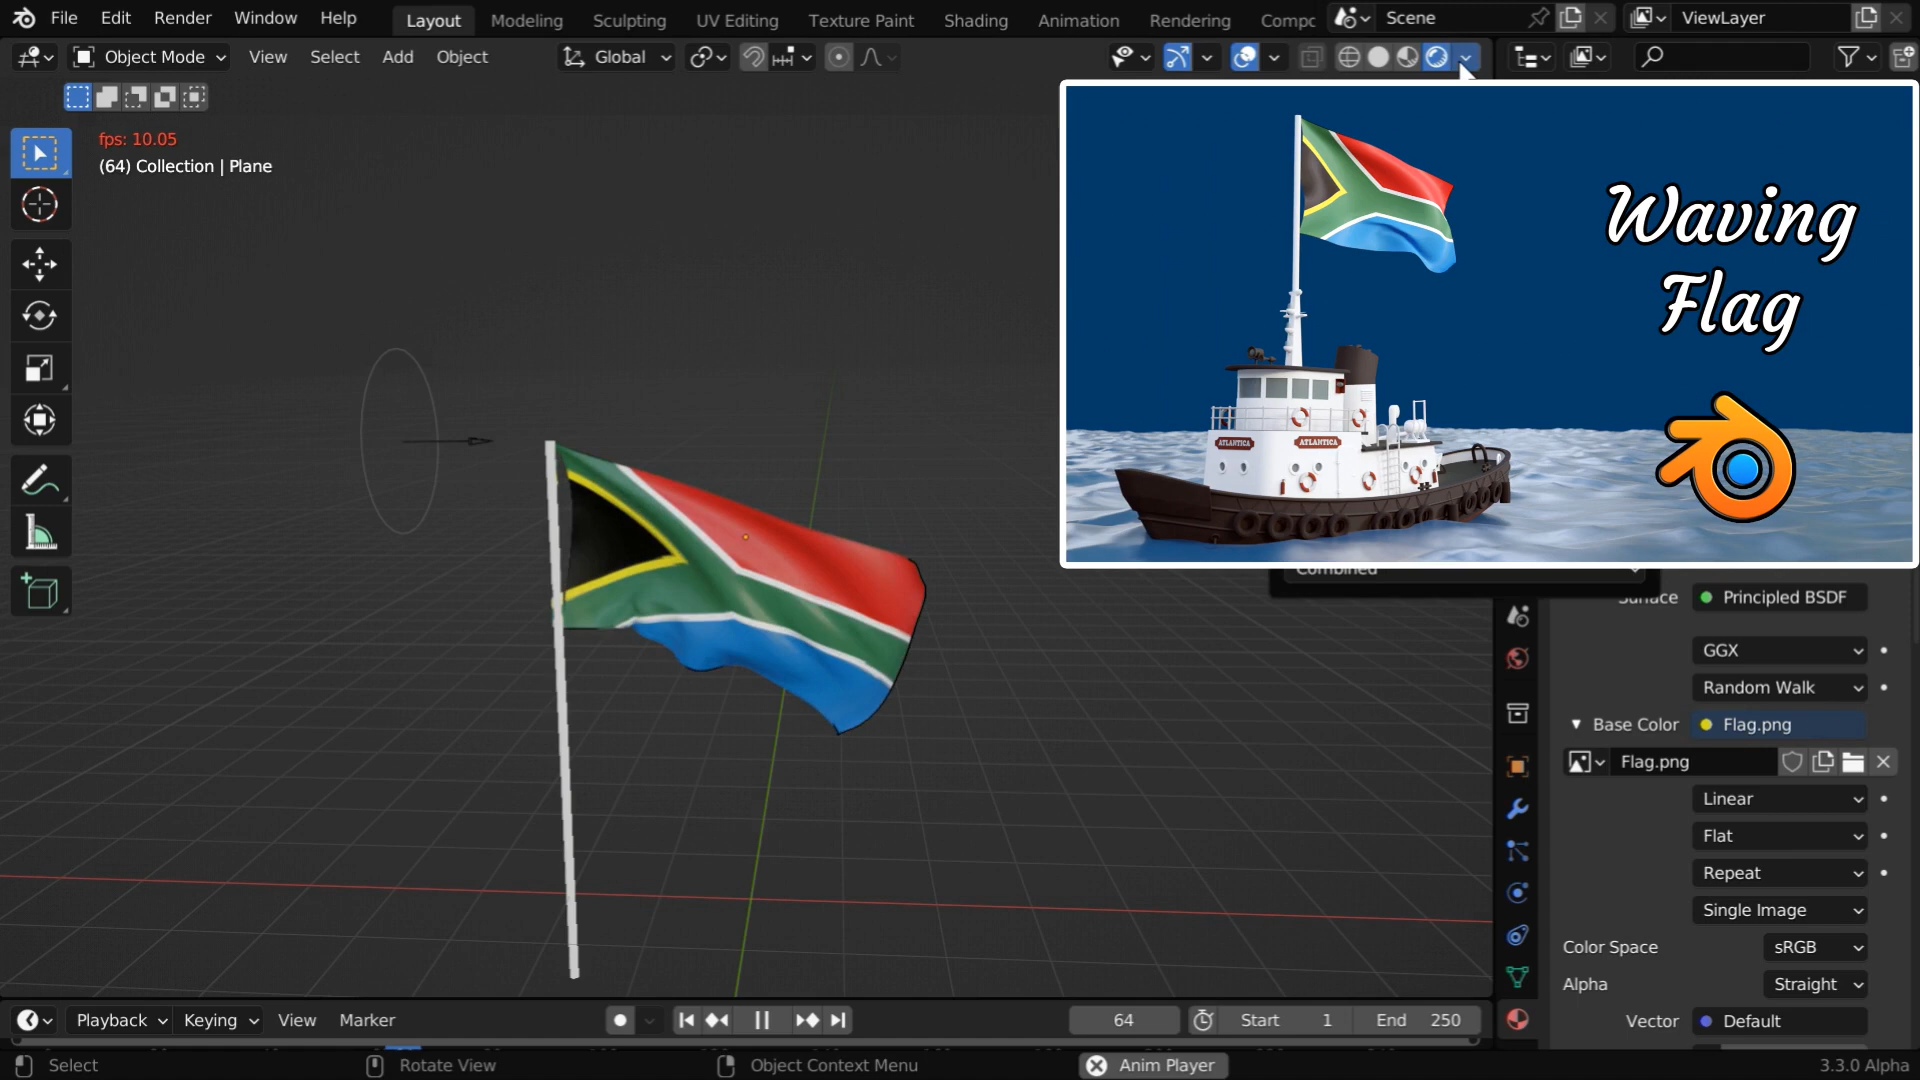 File Edit Render Window Help Layout Modeling Sculpting UV Editing Texture Paint Shading Animation Rendering Compc Scene ViewLayer
Object Mode View Select Add Object Global
fps: 10.05
(64) Collection | Plane
Waving
Flag
ATLANTICA ATLANTICA
Combined
Surface Principled BSDF
GGX
Random Walk
Base Color Flag.png
Flag.png
Linear
Flat
Repeat
Single Image
Color Space sRGB
Alpha Straight
Vector Default
Playback Keying View Marker 64 Start 1 End 250
Select Rotate View Object Context Menu Anim Player 3.3.0 Alpha